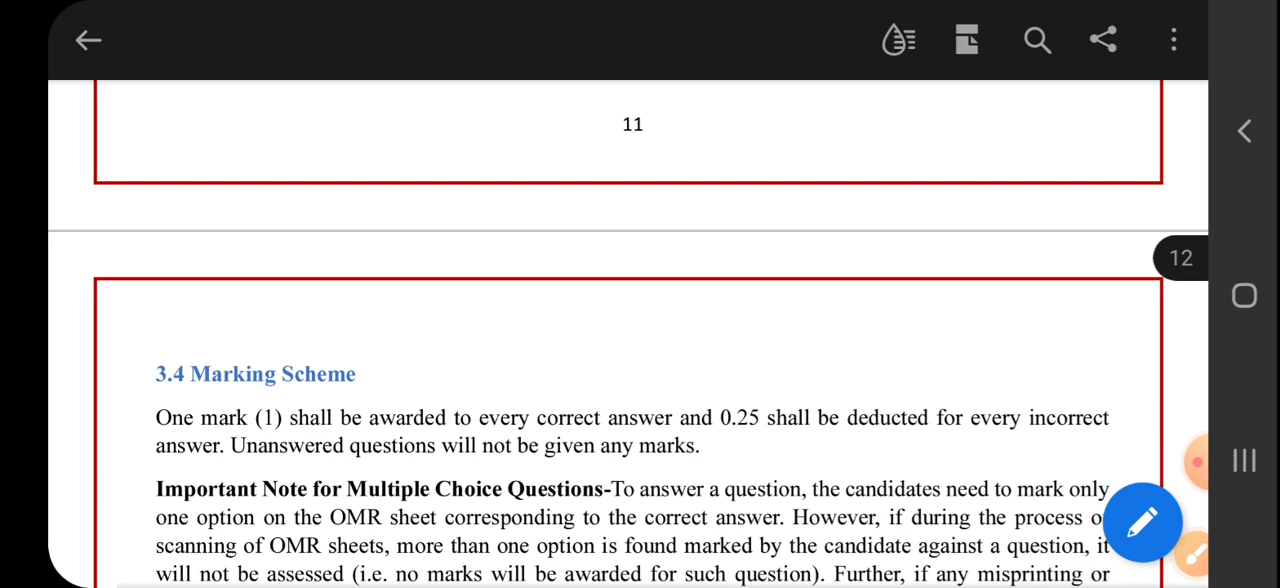 11
12
3.4 Marking Scheme
One mark (1) shall be awarded to every correct answer and 0.25 shall be deducted for every incorrect
answer. Unanswered questions will not be given any marks.
Important Note for Multiple Choice Questions-To answer a question, the candidates need to mark only
one option on the OMR sheet corresponding to the correct answer. However, if during the process o
scanning of OMR sheets, more than one option is found marked by the candidate against a question, it
will not be assessed (i.e. no marks will be awarded for such question). Further, if any misprinting or